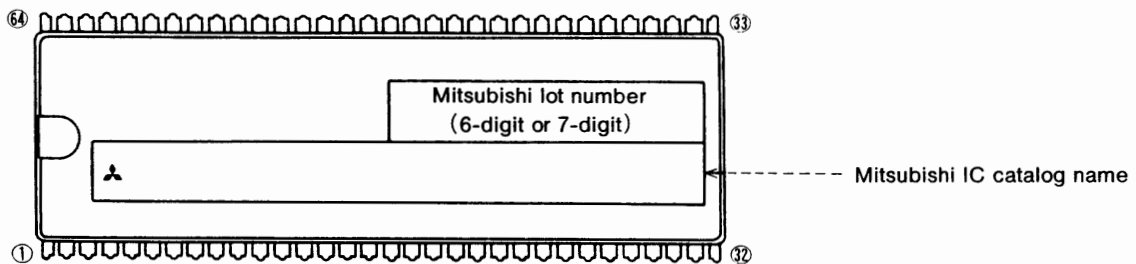 64
33
Mitsubishi lot number
(6-digit or 7-digit)
Mitsubishi IC catalog name
1
32